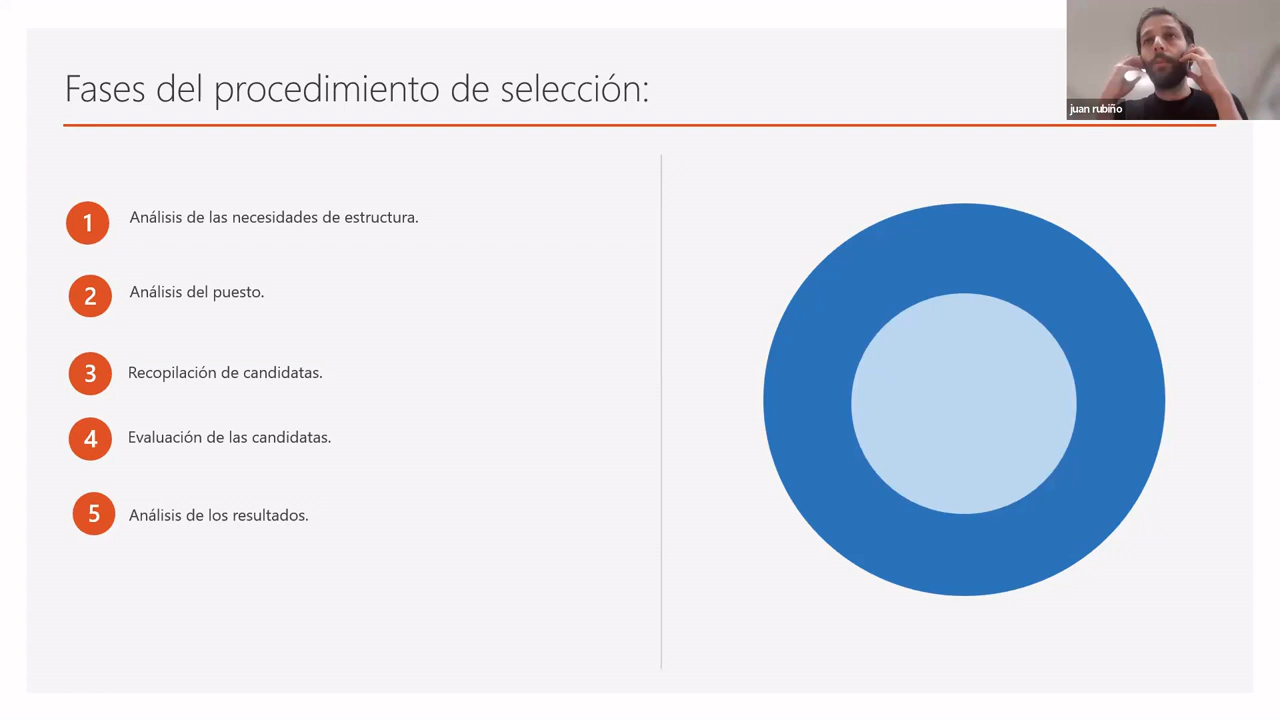 Fases del procedimiento de selección:
juan rubiño
1 Análisis de las necesidades de estructura.
2 Análisis del puesto.
3 Recopilación de candidatas.
4 Evaluación de las candidatas.
5 Análisis de los resultados.